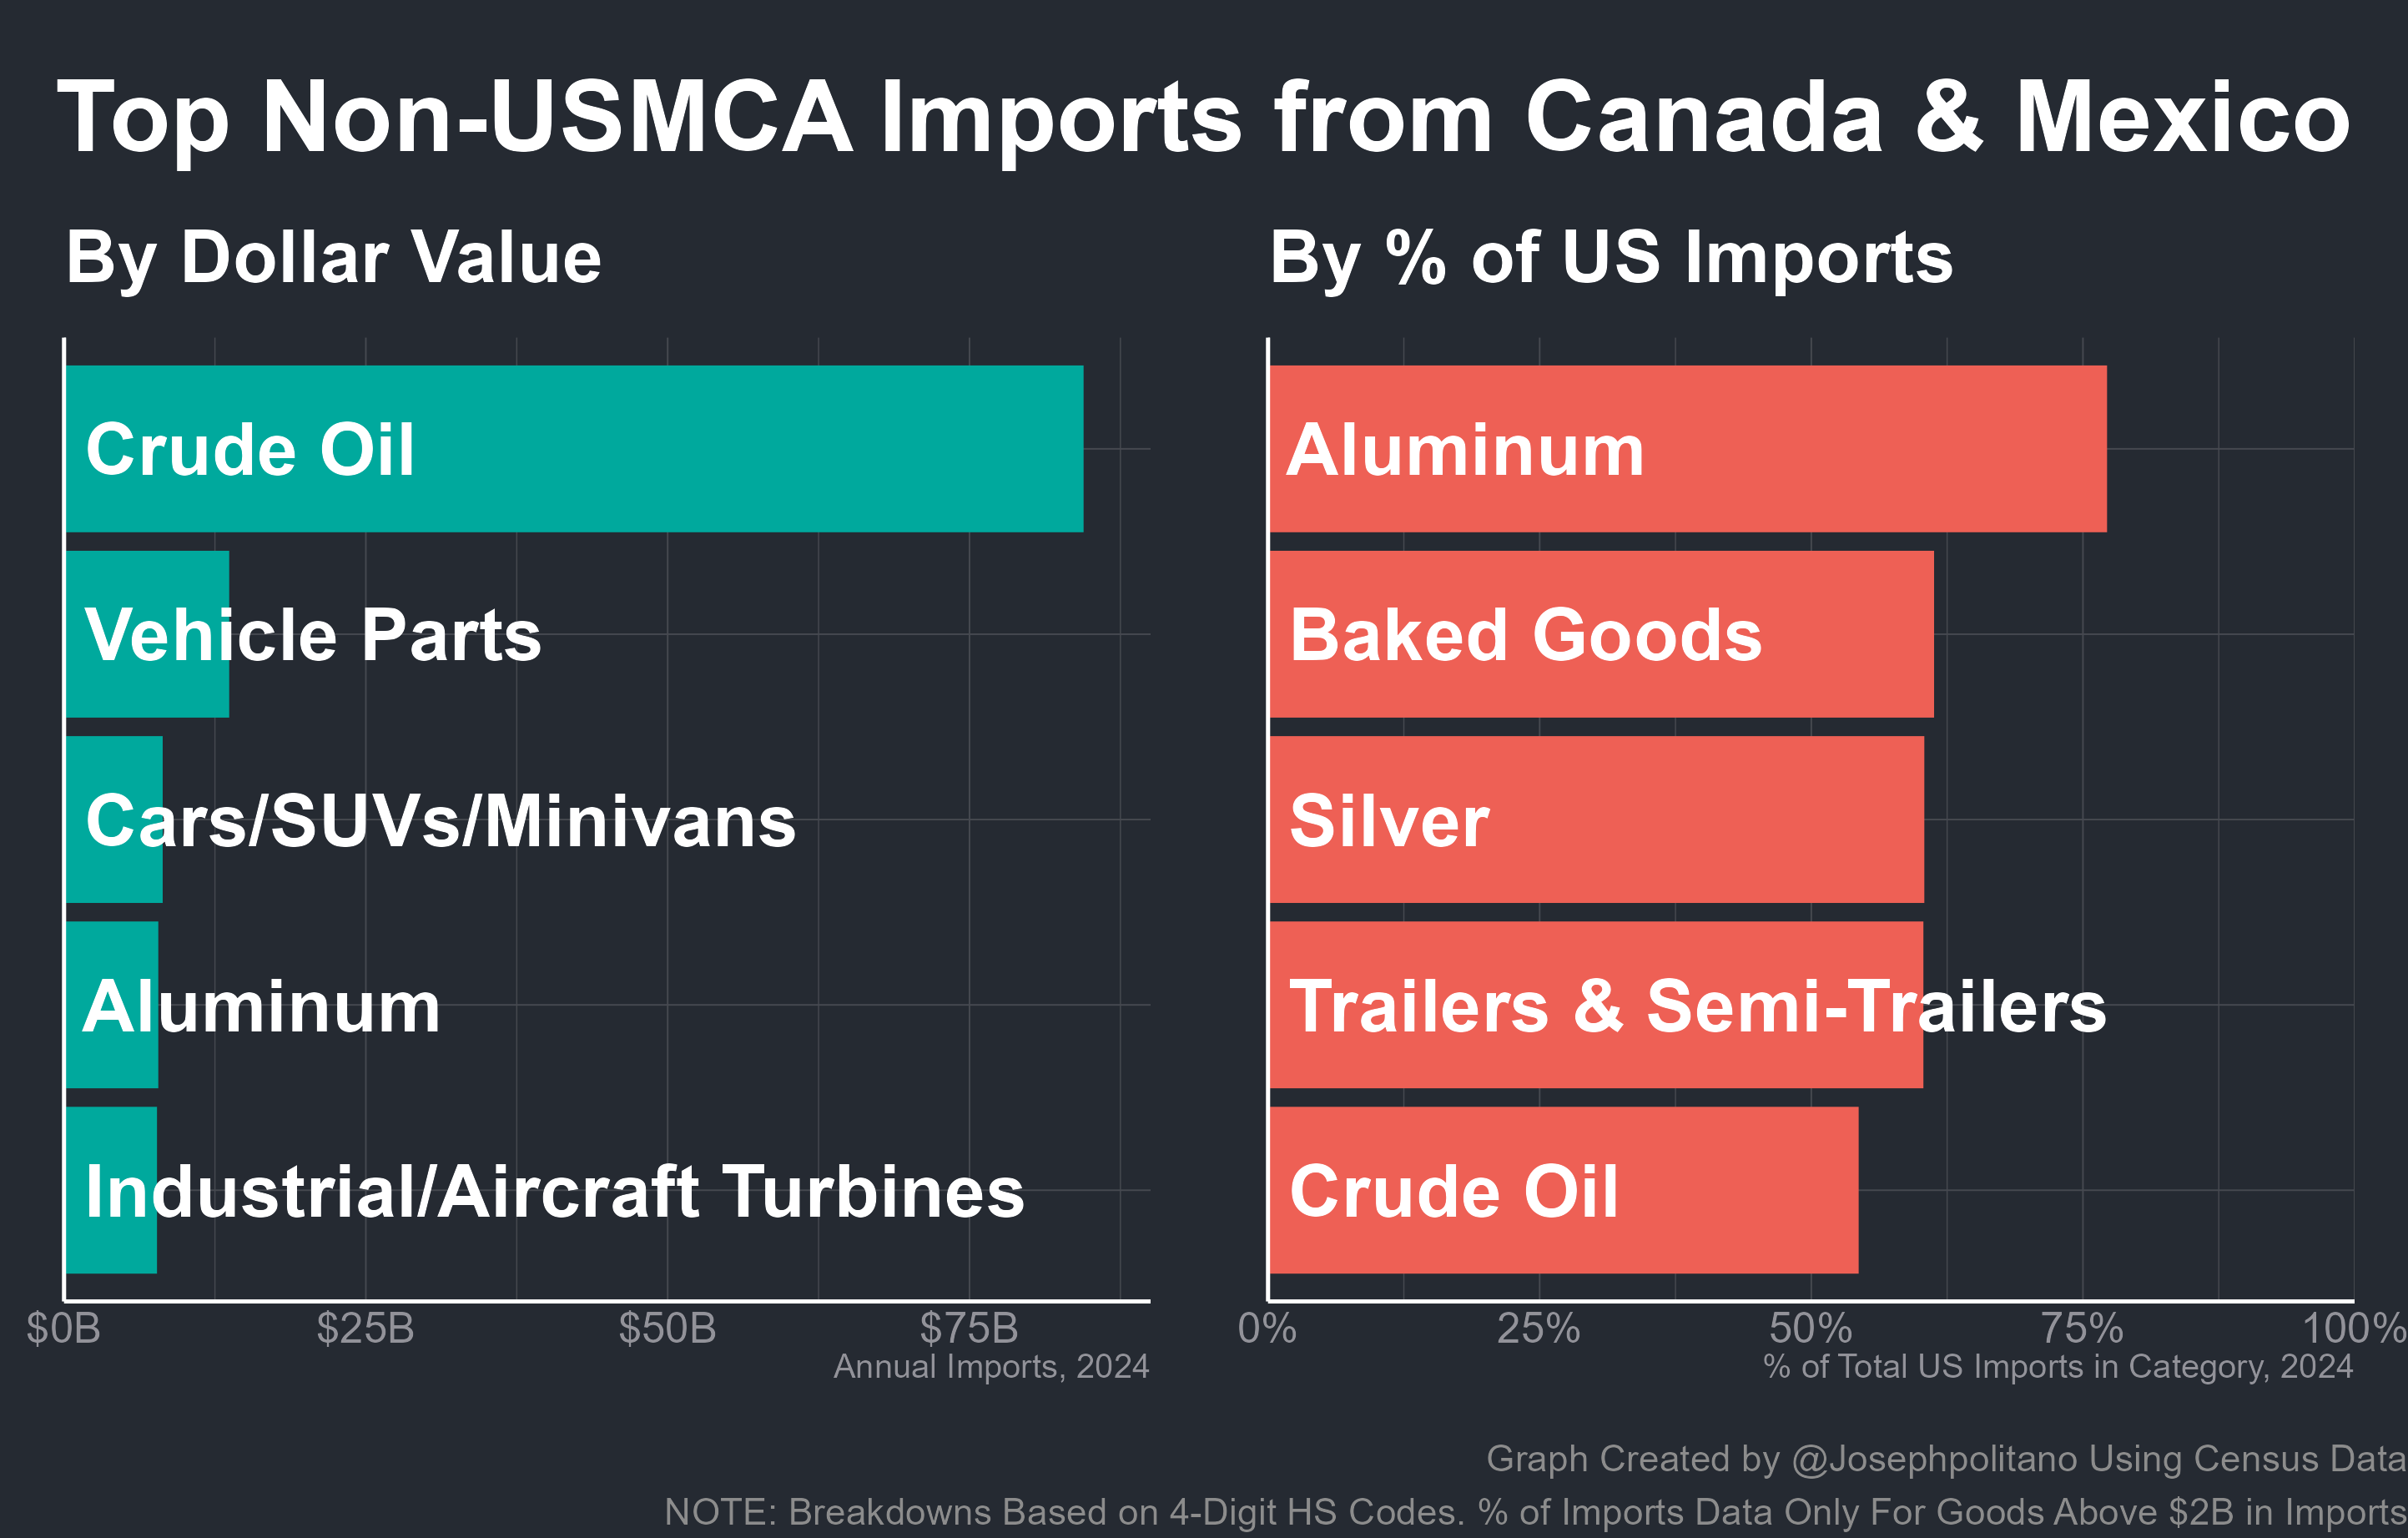 Top Non-USMCA Imports from Canada & Mexico
By Dollar Value
Crude Oil
Vehicle Parts
Cars/SUVs/Minivans
Aluminum
Industrial/Aircraft Turbines
$0B $25B $50B $75B
Annual Imports, 2024
By % of US Imports
Aluminum
Baked Goods
Silver
Trailers & Semi-Trailers
Crude Oil
0% 25% 50% 75% 100%
% of Total US Imports in Category, 2024
Graph Created by @Josephpolitano Using Census Data
NOTE: Breakdowns Based on 4-Digit HS Codes. % of Imports Data Only For Goods Above $2B in Imports